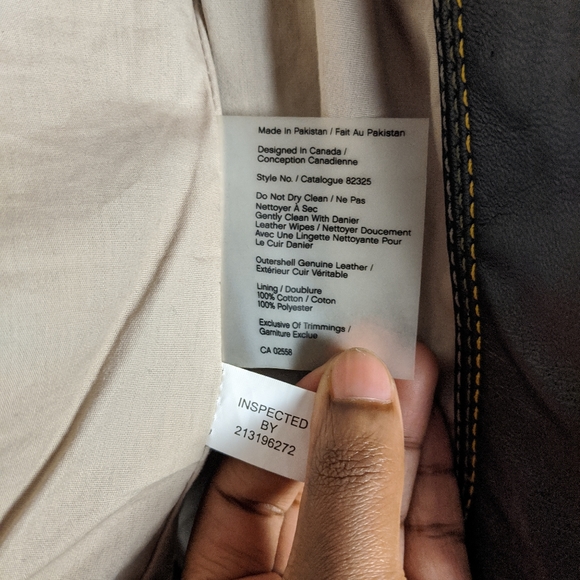 Made In Pakistan / Fait Au Pakistan
Designed In Canada /
Conception Canadienne
Style No. / Catalogue 82325
Do Not Dry Clean / Ne Pas
Nettoyer À Sec
Gently Clean With Danier
Leather Wipes / Nettoyer Doucement
Avec Une Lingette Nettoyante Pour
Le Cuir Danier
Outershell Genuine Leather /
Extérieur Cuir Véritable
Lining / Doublure
100% Cotton / Coton
100% Polyester
Exclusive Of Trimmings /
Garniture Exclue
CA 02558
INSPECTED
BY
213196272